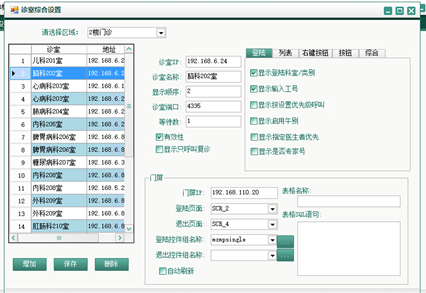 诊室综合设置
请选择区域： 2楼门诊
诊室 地址
1 儿科201室 192.168.6.2
2 脑科202室 192.168.6.2
3 心病科203室 192.168.6.1
4 心病科203室 192.168.6.2
5 肺病科204室 192.168.6.2
6 内科205室 192.168.6.2
7 脾胃病科206室 192.168.6.8
8 脾胃病科206室 192.168.6.3
9 糖尿病科207室 192.168.6.3
10 内科208室 192.168.6.8
11 内科208室 192.168.5.2
12 外科209室 192.168.6.8
13 外科209室 192.168.6.8
14 肛肠科210室 192.168.6.8
增加 保存 删除
诊室IP： 192.168.6.24
诊室名称： 脑科202室
显示顺序： 2
诊室端口： 4335
等待数： 1
有效性
显示只呼叫复诊
登陆 列表 右键按钮 按钮 综合
显示登陆科室/类别
显示输入工号
显示按设置优先级呼叫
显示启用午别
显示指定医生者优先
显示是否专家号
门屏
门屏IP： 192.168.110.20
登陆页面： SCR_2
退出页面： SCR_4
登陆控件组名称： mzmpsingle ...
退出控件组名称： ...
自动刷新
表格名称：
表格SQL语句：